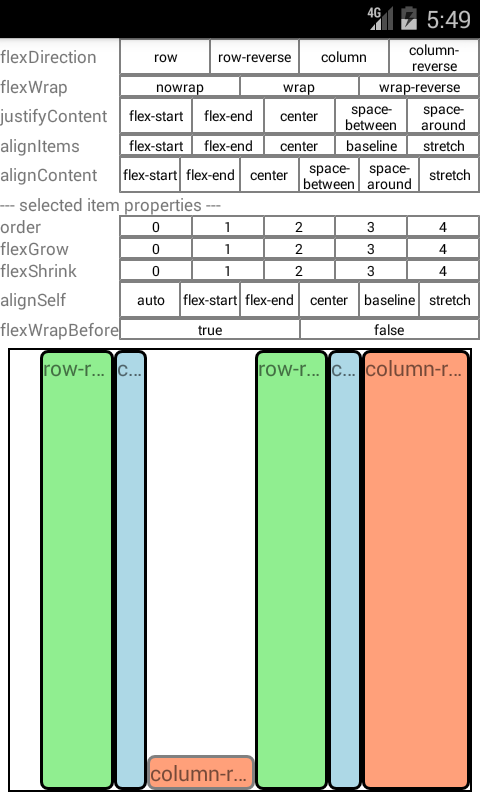 4G 5:49
flexDirection row row-reverse column column-reverse
flexWrap nowrap wrap wrap-reverse
justifyContent flex-start flex-end center space-between space-around
alignItems flex-start flex-end center baseline stretch
alignContent flex-start flex-end center space-between space-around stretch
--- selected item properties ---
order 0 1 2 3 4
flexGrow 0 1 2 3 4
flexShrink 0 1 2 3 4
alignSelf auto flex-start flex-end center baseline stretch
flexWrapBefore true false
row-r... c... row-r... c... column-r...
column-r...